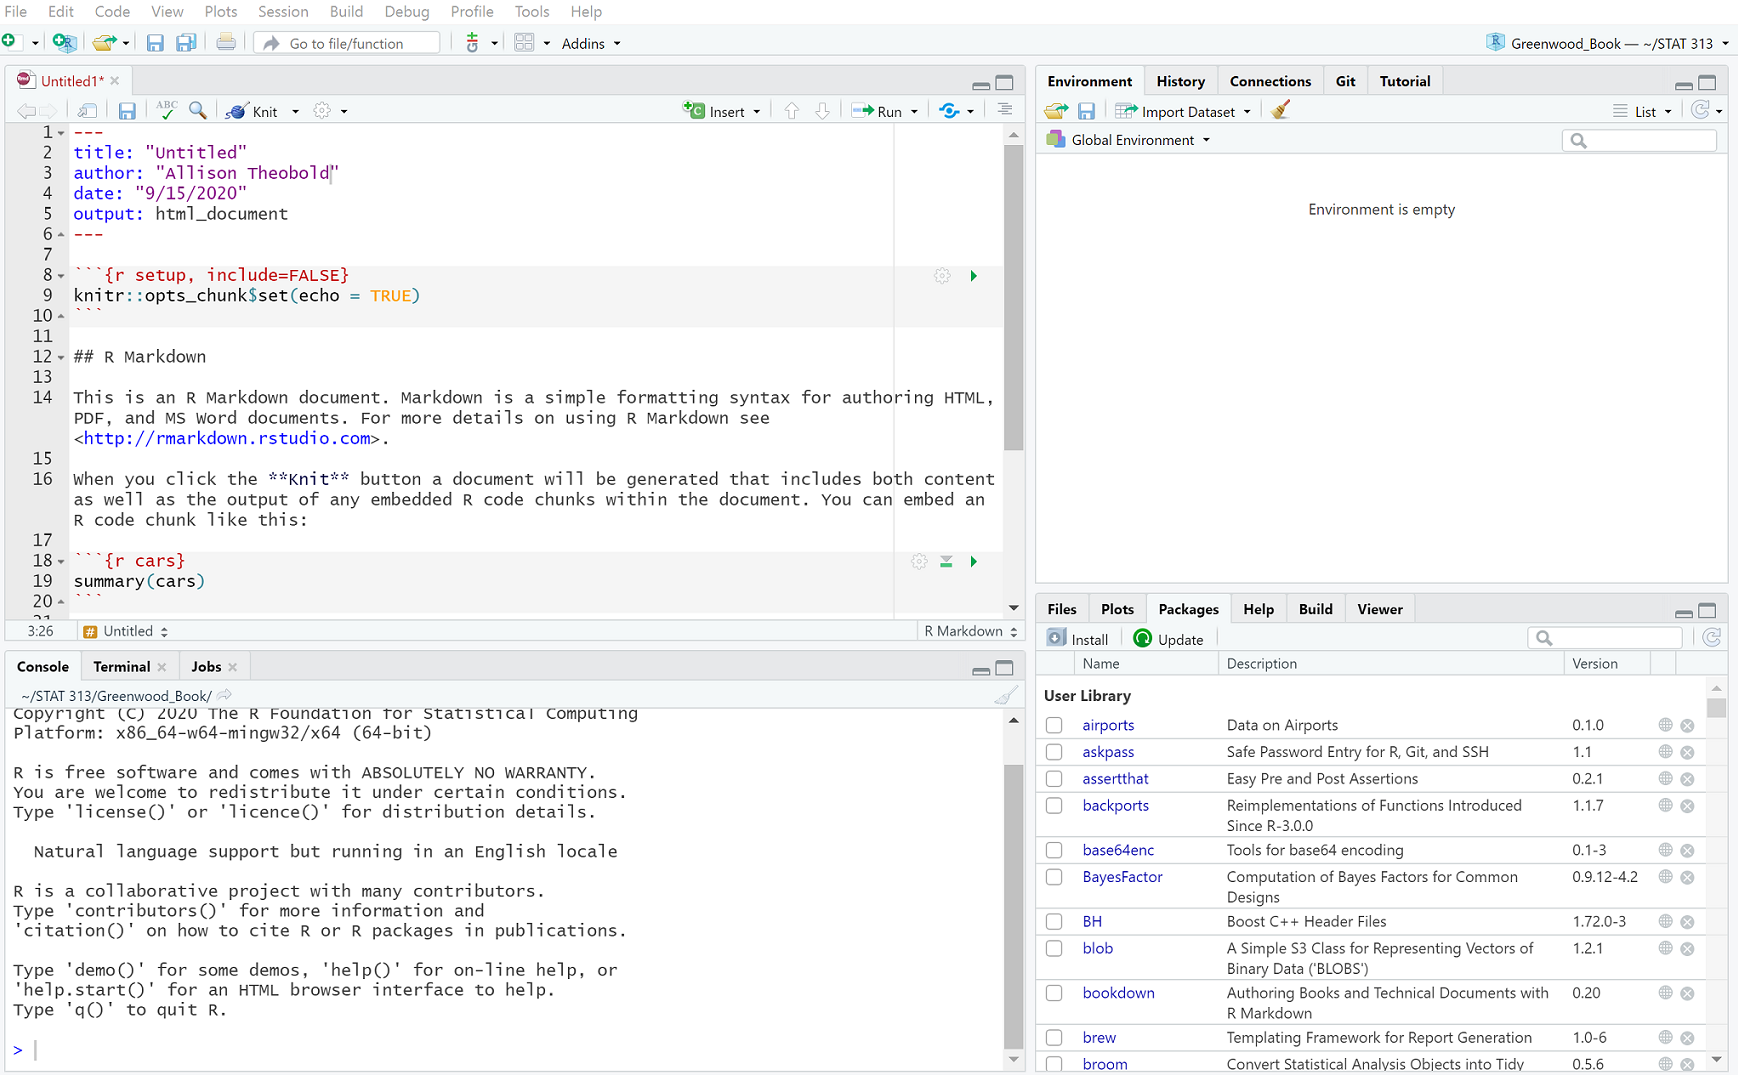 File Edit Code View Plots Session Build Debug Profile Tools Help
Go to file/function Addins Greenwood_Book — ~/STAT 313
Untitled1*
ABC Knit Insert Run
1 ---
2 title: "Untitled"
3 author: "Allison Theobold"
4 date: "9/15/2020"
5 output: html_document
6 ---
7
8 ```{r setup, include=FALSE}
9 knitr::opts_chunk$set(echo = TRUE)
10 ```
11
12 ## R Markdown
13
14 This is an R Markdown document. Markdown is a simple formatting syntax for authoring HTML,
PDF, and MS Word documents. For more details on using R Markdown see
<http://rmarkdown.rstudio.com>.
15
16 When you click the **Knit** button a document will be generated that includes both content
as well as the output of any embedded R code chunks within the document. You can embed an
R code chunk like this:
17
18 ```{r cars}
19 summary(cars)
20 ```
21
3:26 # Untitled R Markdown
Console Terminal Jobs
~/STAT 313/Greenwood_Book/
Copyright (C) 2020 The R Foundation for Statistical Computing
Platform: x86_64-w64-mingw32/x64 (64-bit)
R is free software and comes with ABSOLUTELY NO WARRANTY.
You are welcome to redistribute it under certain conditions.
Type 'license()' or 'licence()' for distribution details.
Natural language support but running in an English locale
R is a collaborative project with many contributors.
Type 'contributors()' for more information and
'citation()' on how to cite R or R packages in publications.
Type 'demo()' for some demos, 'help()' for on-line help, or
'help.start()' for an HTML browser interface to help.
Type 'q()' to quit R.
>
Environment History Connections Git Tutorial
Import Dataset List
Global Environment
Environment is empty
Files Plots Packages Help Build Viewer
Install Update
Name Description Version
User Library
airports Data on Airports 0.1.0
askpass Safe Password Entry for R, Git, and SSH 1.1
assertthat Easy Pre and Post Assertions 0.2.1
backports Reimplementations of Functions Introduced 1.1.7
Since R-3.0.0
base64enc Tools for base64 encoding 0.1-3
BayesFactor Computation of Bayes Factors for Common 0.9.12-4.2
Designs
BH Boost C++ Header Files 1.72.0-3
blob A Simple S3 Class for Representing Vectors of 1.2.1
Binary Data ('BLOBS')
bookdown Authoring Books and Technical Documents with 0.20
R Markdown
brew Templating Framework for Report Generation 1.0-6
broom Convert Statistical Analysis Objects into Tidy 0.5.6